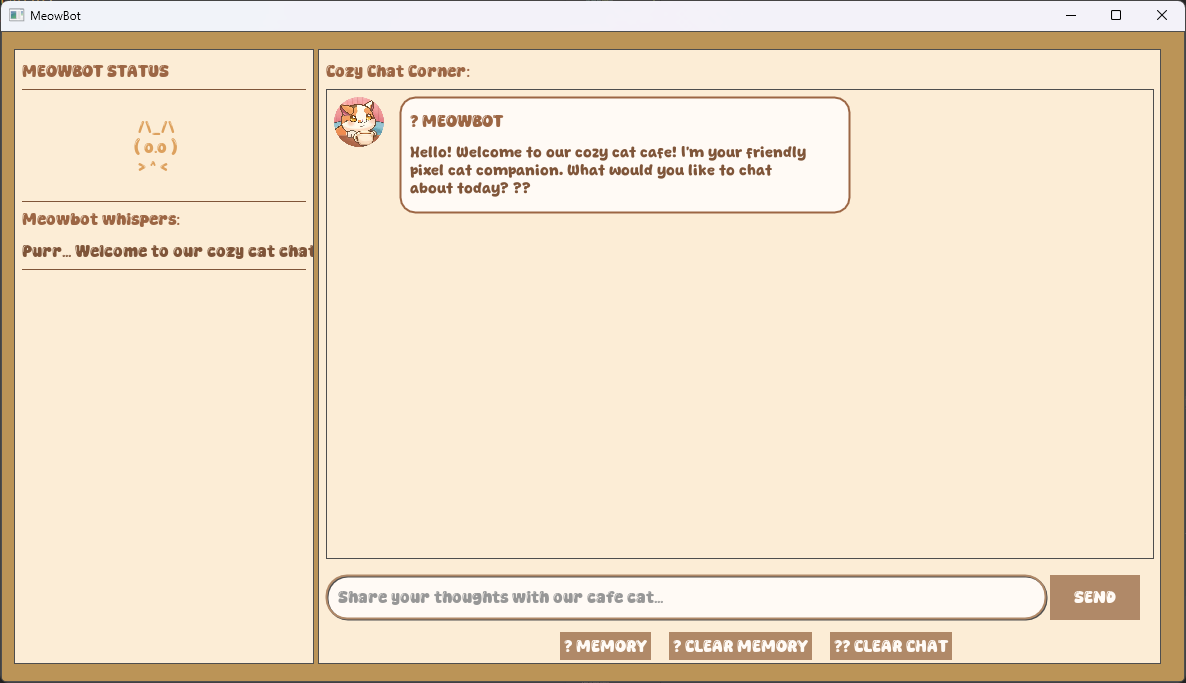 MeowBot
MEOWBOT STATUS
/\_/\
( o.o )
> ^ <
Meowbot whispers:
Purr... Welcome to our cozy cat chat
Cozy Chat Corner:
? MEOWBOT
Hello! Welcome to our cozy cat cafe! I'm your friendly
pixel cat companion. What would you like to chat
about today? ??
Share your thoughts with our cafe cat...
SEND
? MEMORY
? CLEAR MEMORY
?? CLEAR CHAT